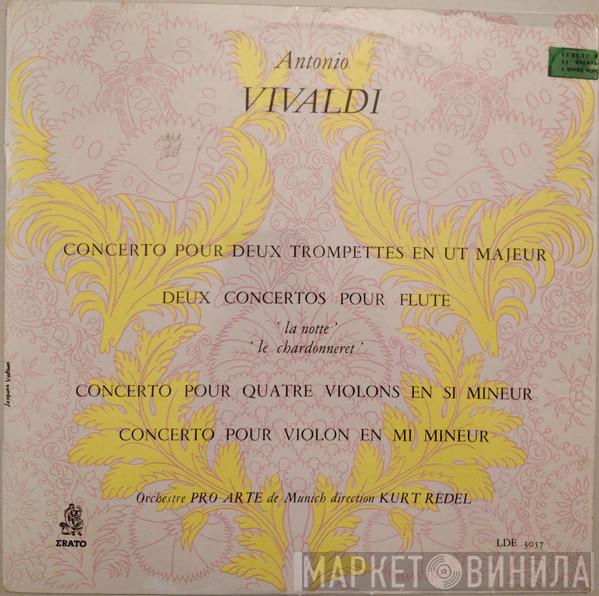 Antonio
VIVALDI
CONCERTO POUR DEUX TROMPETTES EN UT MAJEUR
DEUX CONCERTOS POUR FLUTE
'la notte'
'le chardonneret'
CONCERTO POUR QUATRE VIOLONS EN SI MINEUR
CONCERTO POUR VIOLON EN MI MINEUR
Orchestre PRO ARTE de Munich direction KURT REDEL
ΣRATO
LDE 3057
МАРКЕТ ВИНИЛА